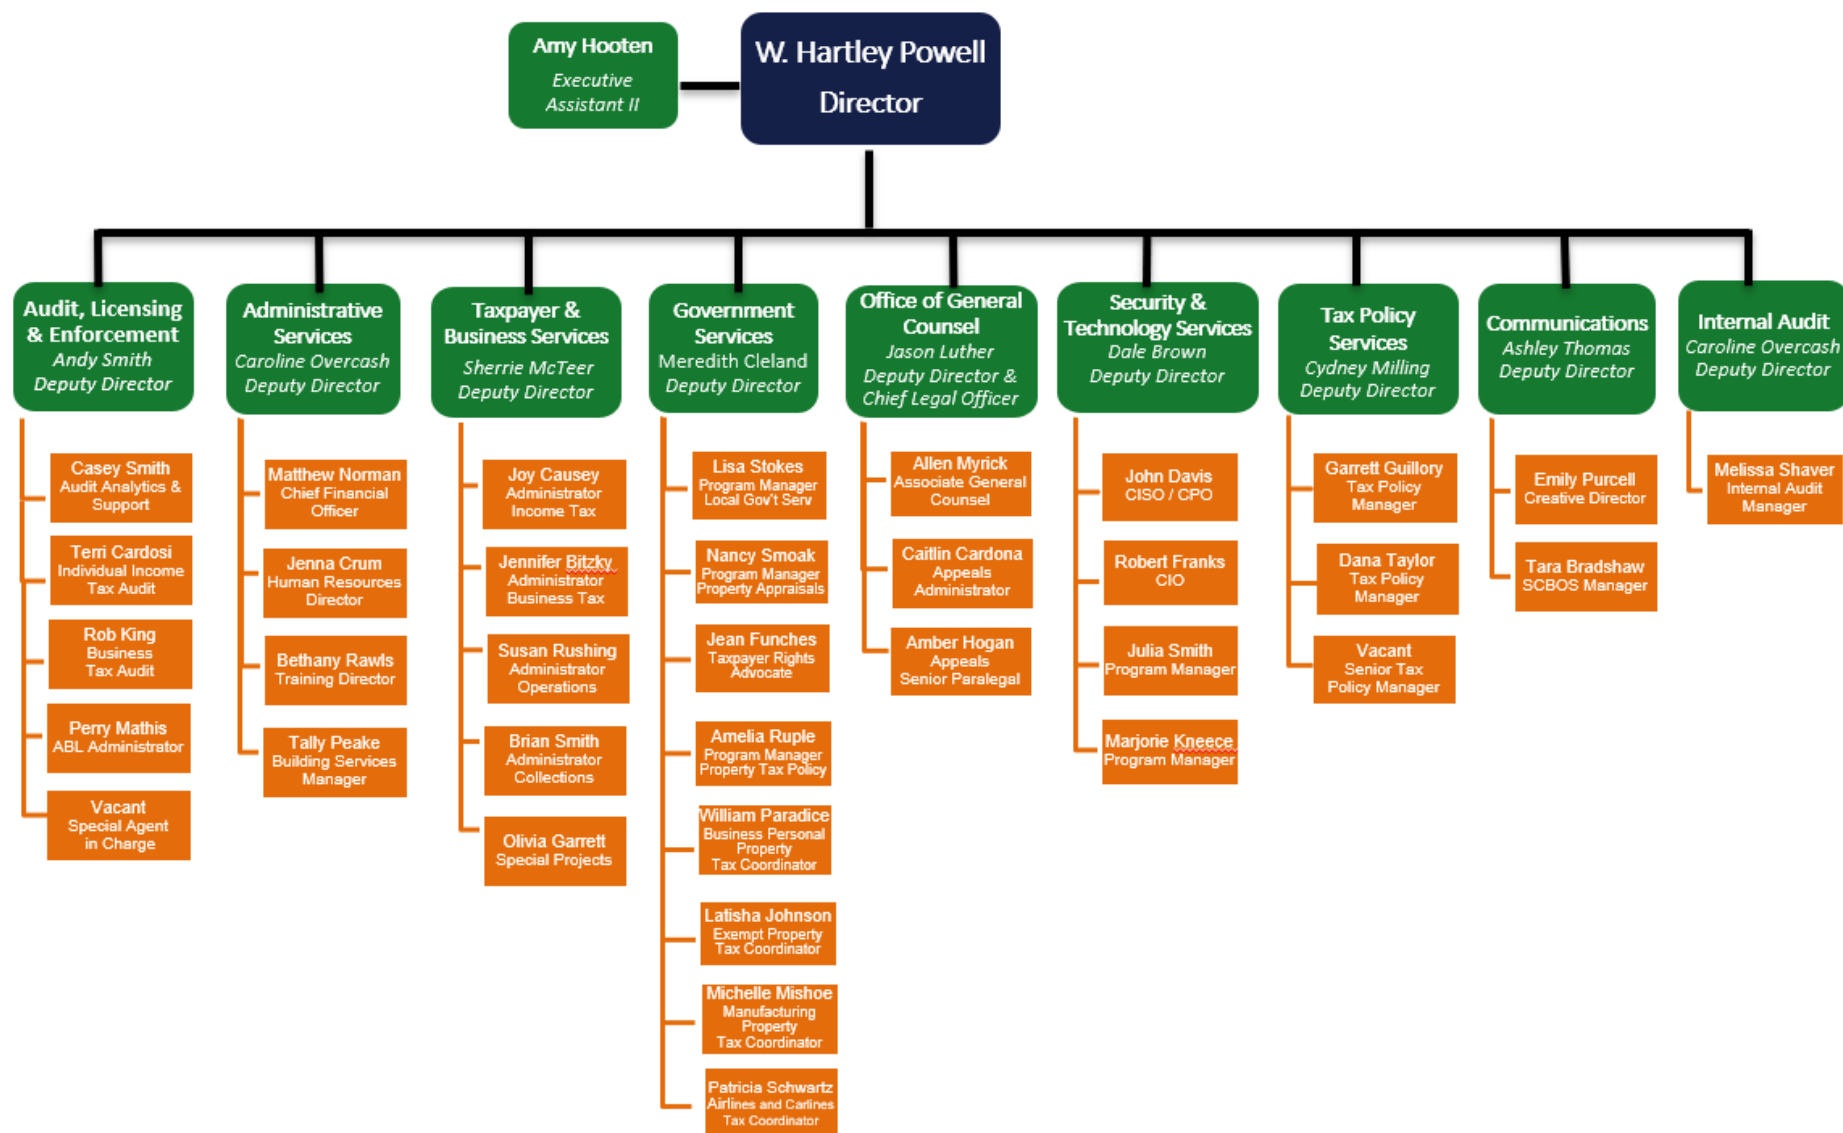 Amy Hooten
Executive
Assistant II
W. Hartley Powell
Director
Audit, Licensing
& Enforcement
Andy Smith
Deputy Director
Casey Smith
Audit Analytics &
Support
Terri Cardosi
Individual Income
Tax Audit
Rob King
Business
Tax Audit
Perry Mathis
ABL Administrator
Vacant
Special Agent
in Charge
Administrative
Services
Caroline Overcash
Deputy Director
Matthew Norman
Chief Financial
Officer
Jenna Crum
Human Resources
Director
Bethany Rawls
Training Director
Tally Peake
Building Services
Manager
Taxpayer &
Business Services
Sherrie McTeer
Deputy Director
Joy Causey
Administrator
Income Tax
Jennifer Bitzky
Administrator
Business Tax
Susan Rushing
Administrator
Operations
Brian Smith
Administrator
Collections
Olivia Garrett
Special Projects
Government
Services
Meredith Cleland
Deputy Director
Lisa Stokes
Program Manager
Local Gov't Serv
Nancy Smoak
Program Manager
Property Appraisals
Jean Funches
Taxpayer Rights
Advocate
Amelia Ruple
Program Manager
Property Tax Policy
William Paradice
Business Personal
Property
Tax Coordinator
Latisha Johnson
Exempt Property
Tax Coordinator
Michelle Mishoe
Manufacturing
Property
Tax Coordinator
Patricia Schwartz
Airlines and Carlines
Tax Coordinator
Office of General
Counsel
Jason Luther
Deputy Director &
Chief Legal Officer
Allen Myrick
Associate General
Counsel
Caitlin Cardona
Appeals
Administrator
Amber Hogan
Appeals
Senior Paralegal
Security &
Technology Services
Dale Brown
Deputy Director
John Davis
CISO / CPO
Robert Franks
CIO
Julia Smith
Program Manager
Marjorie Kneece
Program Manager
Tax Policy
Services
Cydney Milling
Deputy Director
Garrett Guillory
Tax Policy
Manager
Dana Taylor
Tax Policy
Manager
Vacant
Senior Tax
Policy Manager
Communications
Ashley Thomas
Deputy Director
Emily Purcell
Creative Director
Tara Bradshaw
SCBOS Manager
Internal Audit
Caroline Overcash
Deputy Director
Melissa Shaver
Internal Audit
Manager